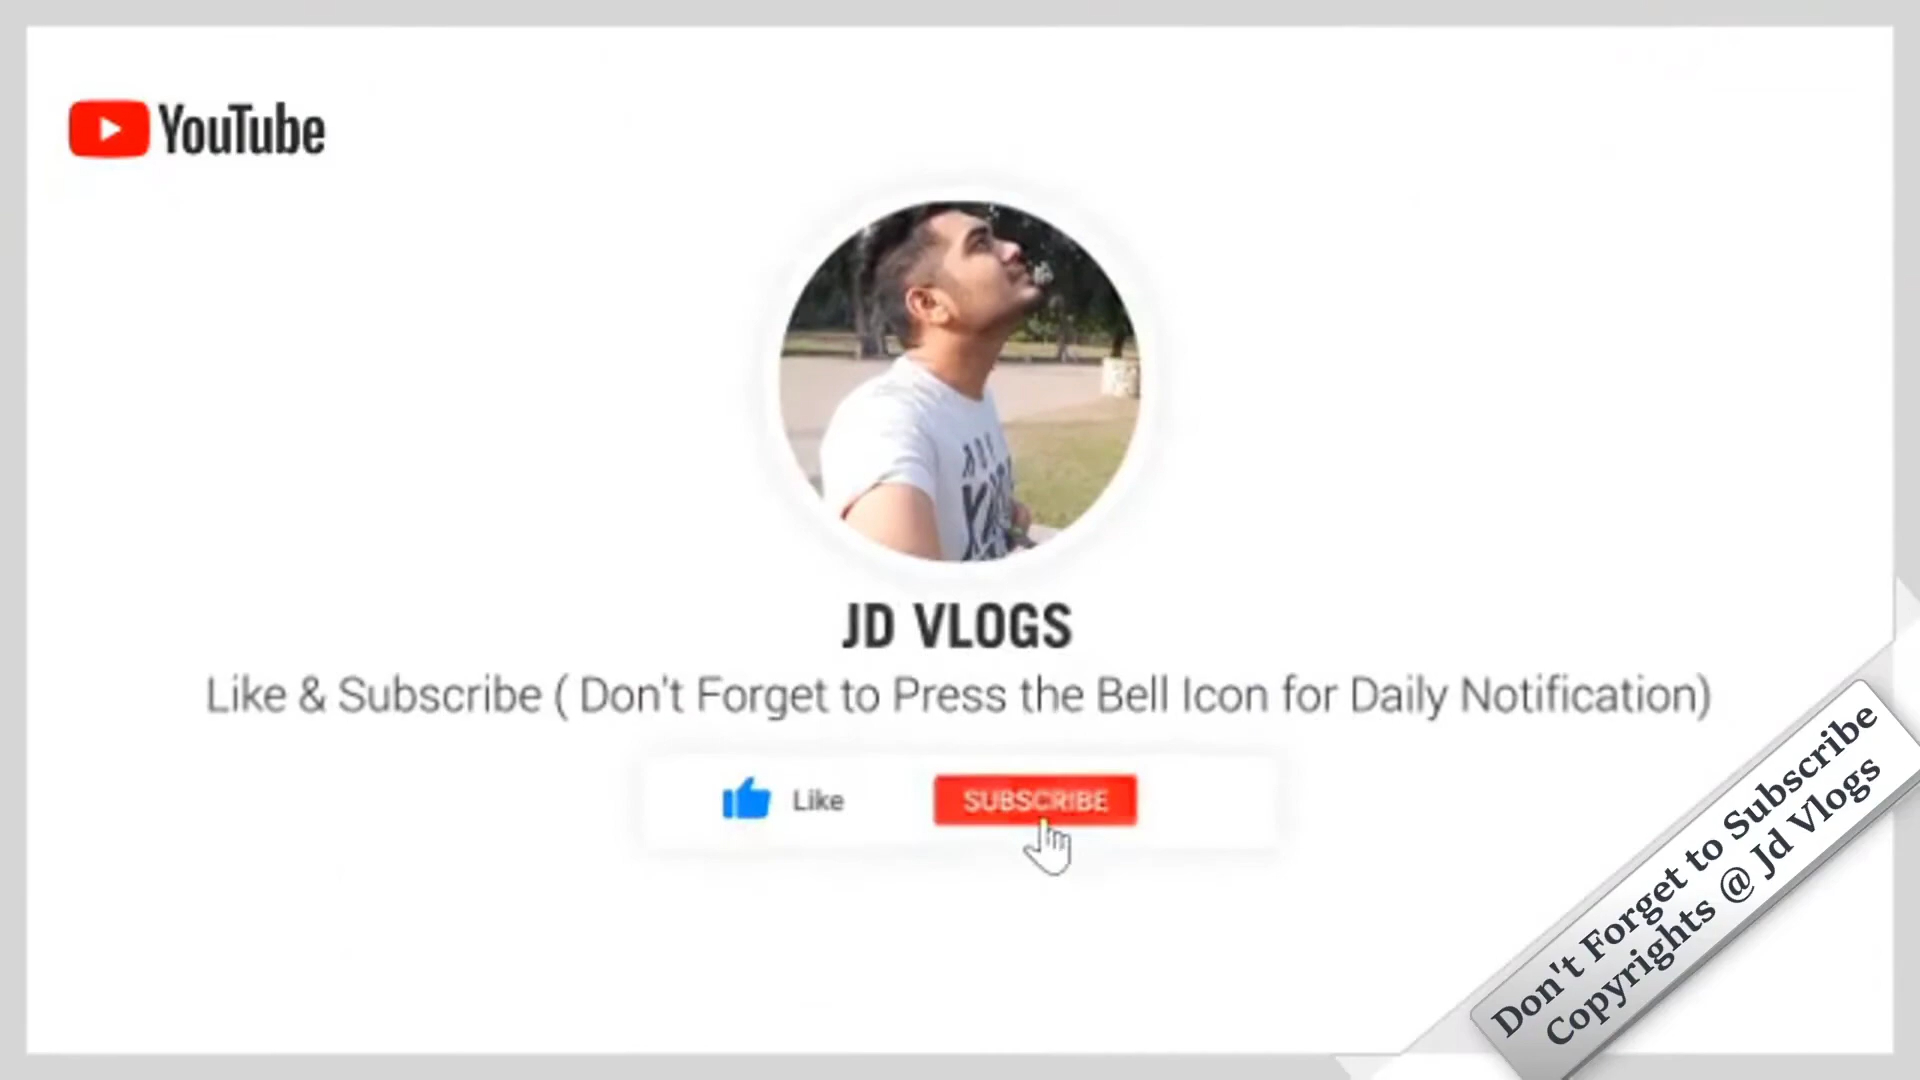 YouTube
JD VLOGS
Like & Subscribe ( Don't Forget to Press the Bell Icon for Daily Notification)
Like
SUBSCRIBE
Don't Forget to Subscribe
Copyrights @ Jd Vlogs